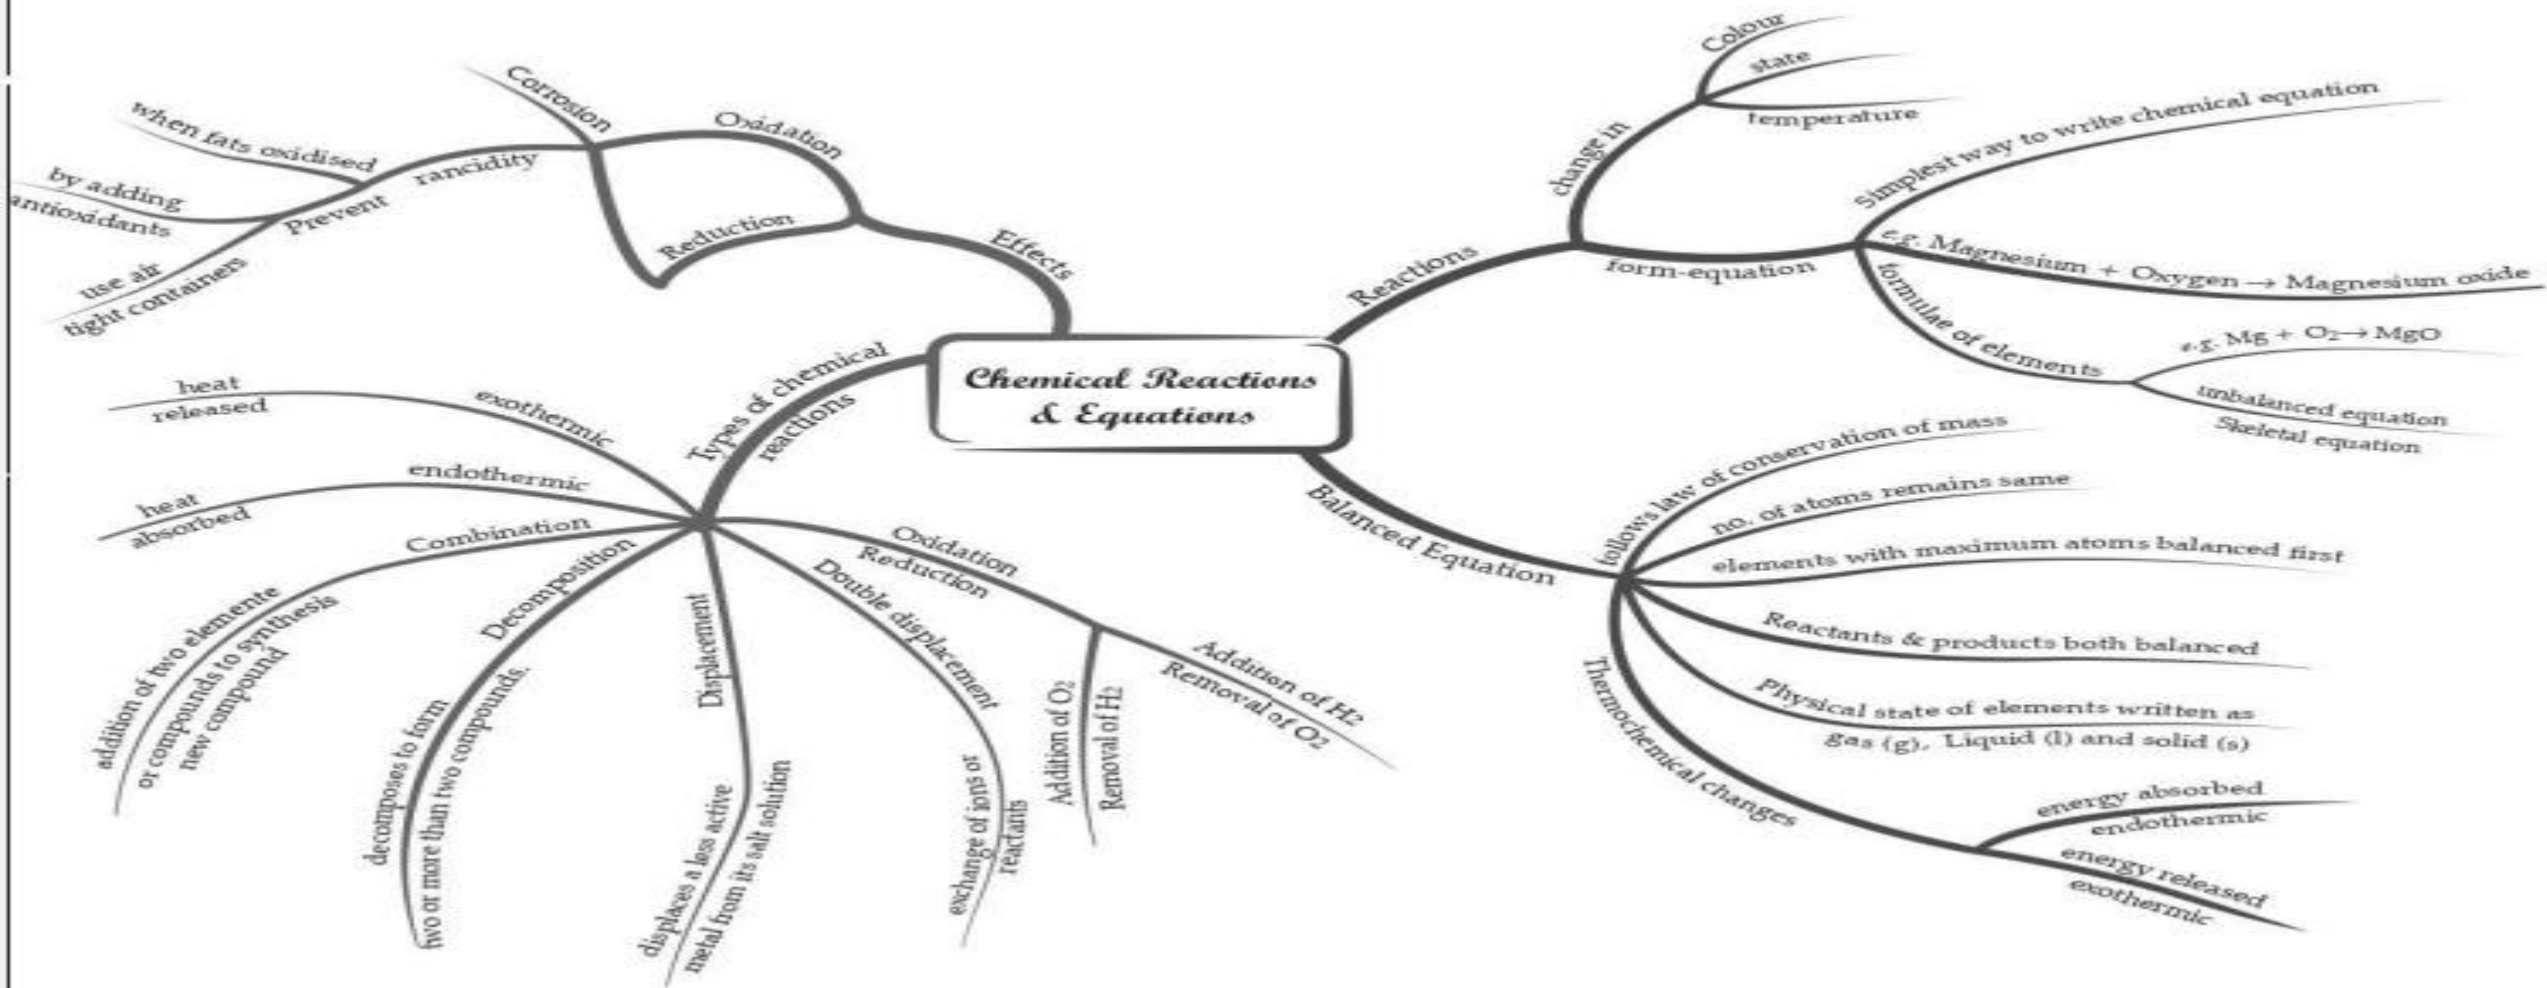 Chemical Reactions
& Equations
Effects
Oxidation
Reduction
Corrosion
rancidity
when fats oxidised
Prevent
by adding
antioxidants
use air
tight containers
Reactions
change in
Colour
state
temperature
form-equation
Simplest way to write chemical equation
e.g. Magnesium + Oxygen → Magnesium oxide
formulae of elements
e.g. Mg + O₂→ MgO
unbalanced equation
Skeletal equation
Balanced Equation
follows law of conservation of mass
no. of atoms remains same
elements with maximum atoms balanced first
Reactants & products both balanced
Physical state of elements written as
gas (g), Liquid (l) and solid (s)
Thermochemical changes
energy absorbed
endothermic
energy released
exothermic
Types of chemical
reactions
exothermic
heat
released
endothermic
heat
absorbed
Combination
addition of two elemente
or compounds to synthesis
new compound
Decomposition
decomposes to form
two or more than two compounds.
Displacement
displaces a less active
metal from its salt solution
Double displacement
exchange of ions or
reactants
Oxidation
Reduction
Addition of O₂
Removal of H₂
Addition of H₂
Removal of O₂